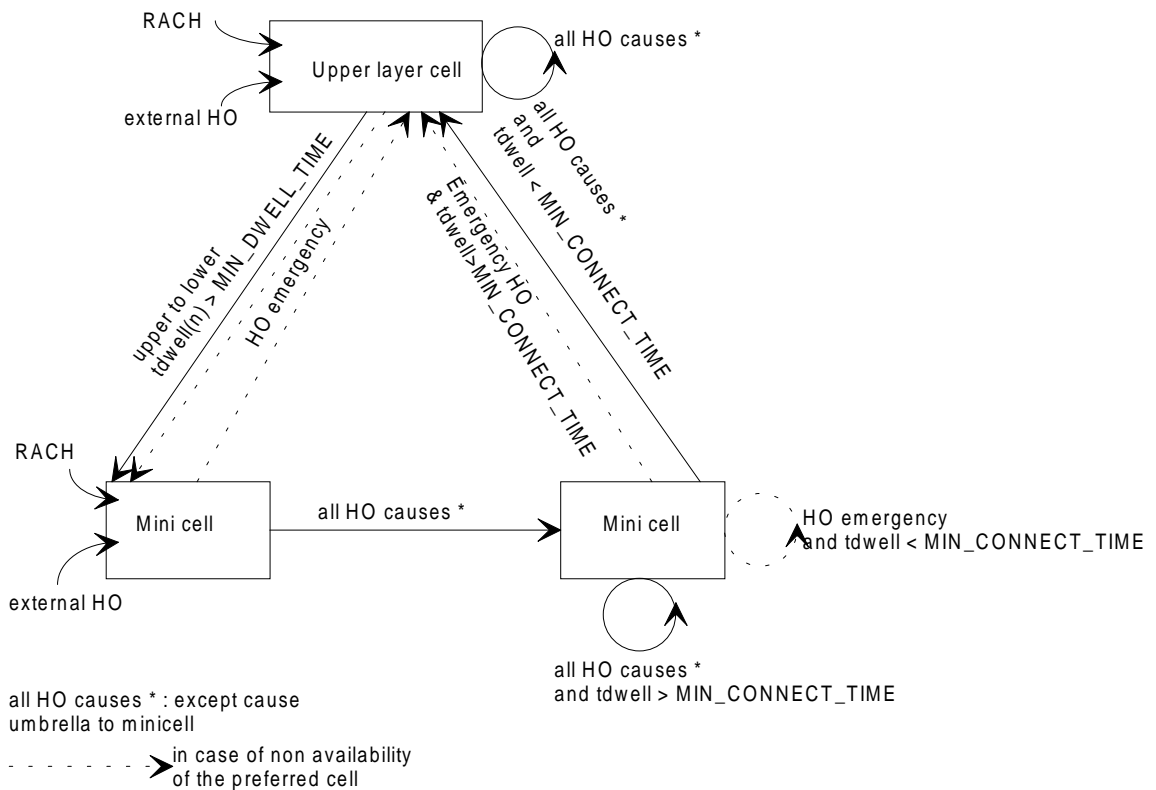 RACH
Upper layer cell
all HO causes *
external HO
all HO causes *
and
tdwell < MIN_CONNECT_TIME
upper to lower
tdwell(n) > MIN_DWELL_TIME
HO emergency
Emergency HO
& tdwell>MIN_CONNECT_TIME
RACH
Mini cell
all HO causes *
Mini cell
HO emergency
and tdwell < MIN_CONNECT_TIME
external HO
all HO causes *
and tdwell > MIN_CONNECT_TIME
all HO causes * : except cause
umbrella to minicell
in case of non availability
of the preferred cell